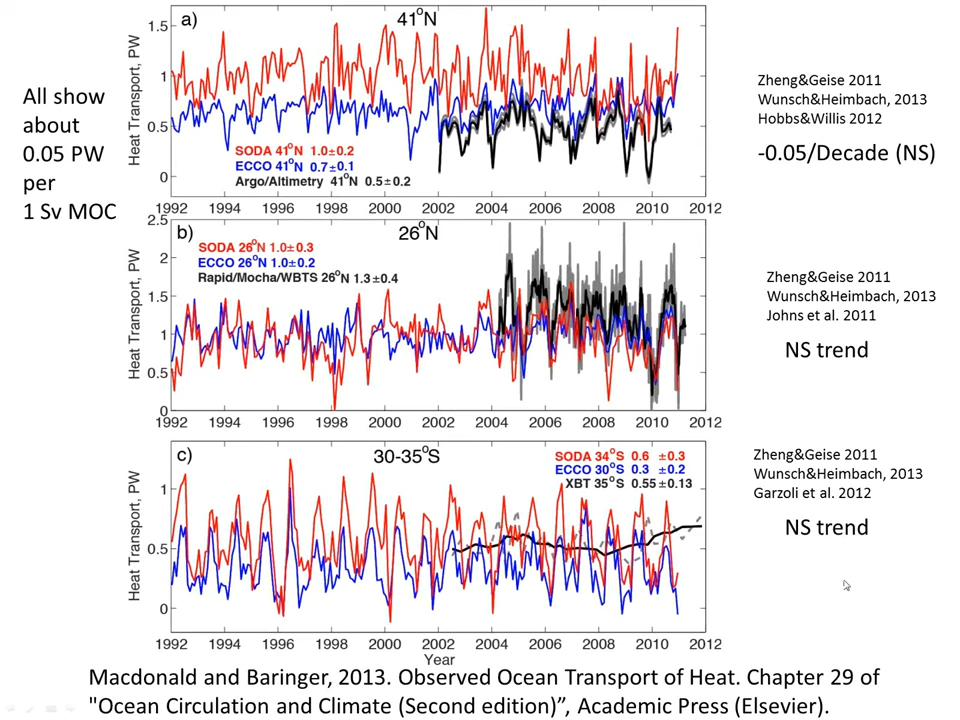 All show
about
0.05 PW
per
1 Sv MOC
a)
41°N
Heat Transport, PW
1.5
1
0.5
0
SODA 41°N 1.0±0.2
ECCO 41°N 0.7±0.1
Argo/Altimetry 41°N 0.5±0.2
1992 1994 1996 1998 2000 2002 2004 2006 2008 2010 2012
Zheng&Geise 2011
Wunsch&Heimbach, 2013
Hobbs&Willis 2012
-0.05/Decade (NS)
b)
26°N
Heat Transport, PW
2.5
2
1.5
1
0.5
0
SODA 26°N 1.0±0.3
ECCO 26°N 1.0±0.2
Rapid/Mocha/WBTS 26°N 1.3±0.4
1992 1994 1996 1998 2000 2002 2004 2006 2008 2010 2012
Zheng&Geise 2011
Wunsch&Heimbach, 2013
Johns et al. 2011
NS trend
c)
30-35°S
Heat Transport, PW
1
0.5
0
SODA 34°S 0.6 ±0.3
ECCO 30°S 0.3 ±0.2
XBT 35°S 0.55±0.13
1992 1994 1996 1998 2000 2002 2004 2006 2008 2010 2012
Year
Zheng&Geise 2011
Wunsch&Heimbach, 2013
Garzoli et al. 2012
NS trend
Macdonald and Baringer, 2013. Observed Ocean Transport of Heat. Chapter 29 of
"Ocean Circulation and Climate (Second edition)”, Academic Press (Elsevier).